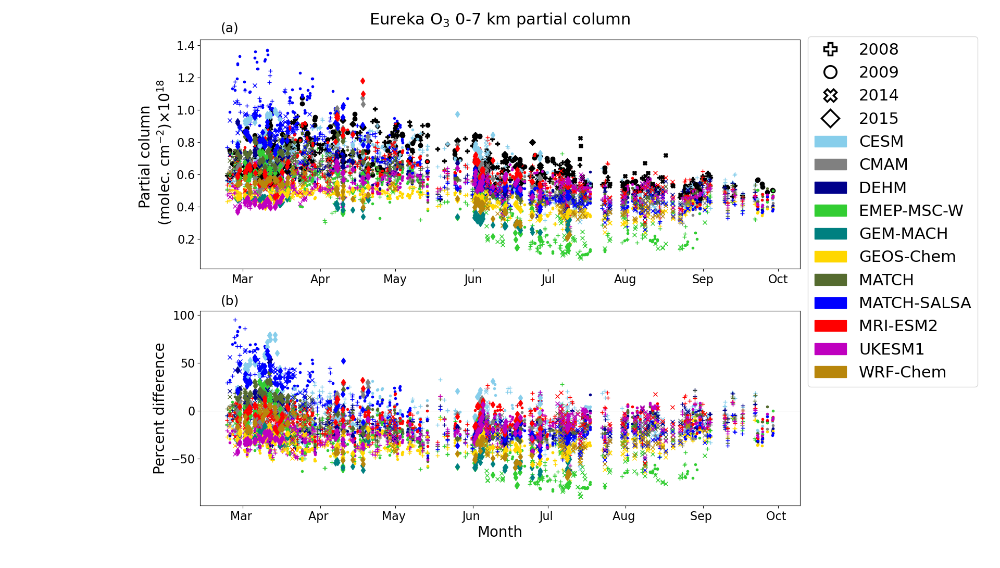 Eureka O₃ 0-7 km partial column
(a)
Partial column
(molec. cm⁻²)×10¹⁸
1.4
1.2
1.0
0.8
0.6
0.4
0.2
Mar Apr May Jun Jul Aug Sep Oct
(b)
Percent difference
100
50
0
−50
Mar Apr May Jun Jul Aug Sep Oct
Month
2008
2009
2014
2015
CESM
CMAM
DEHM
EMEP-MSC-W
GEM-MACH
GEOS-Chem
MATCH
MATCH-SALSA
MRI-ESM2
UKESM1
WRF-Chem